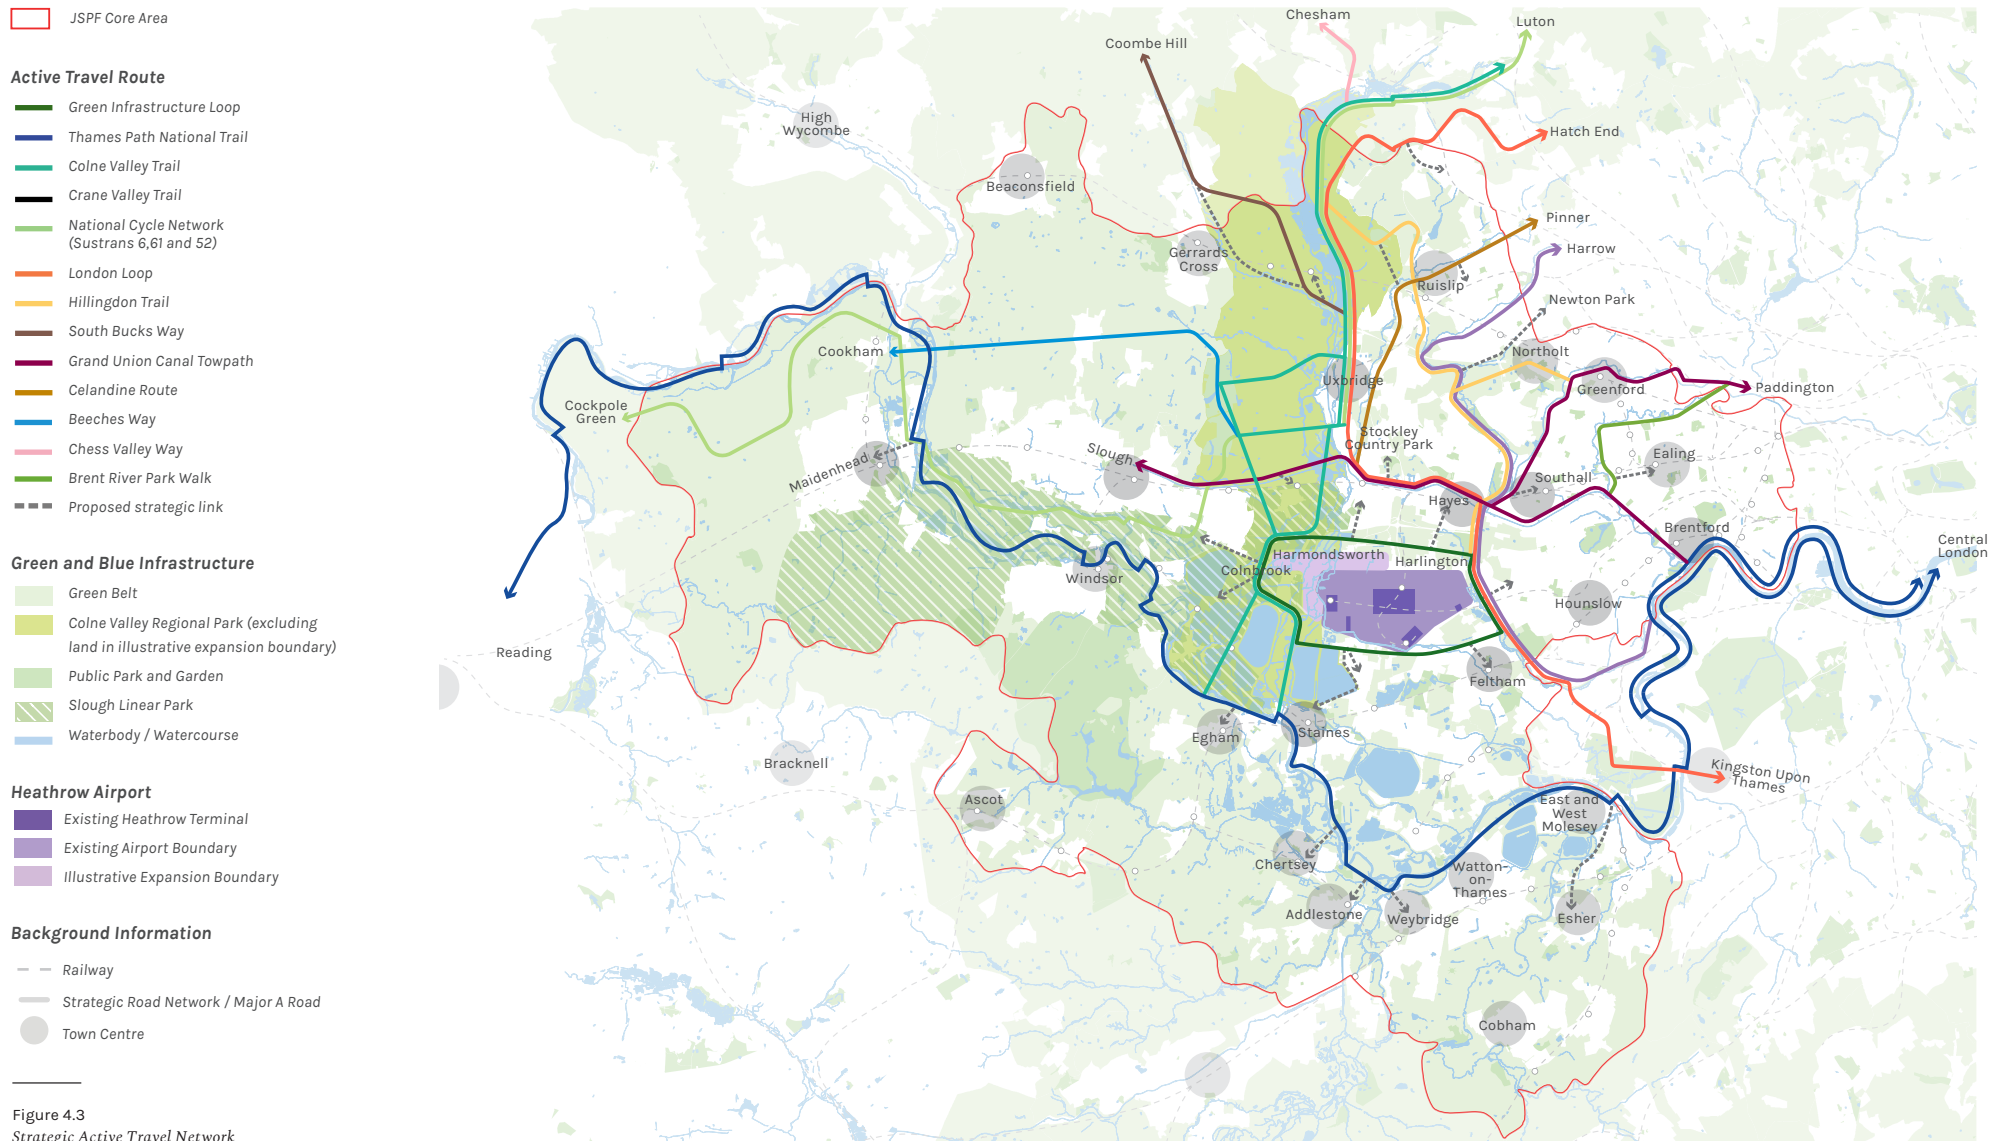 JSPF Core Area
Active Travel Route
Green Infrastructure Loop
Thames Path National Trail
Colne Valley Trail
Crane Valley Trail
National Cycle Network
(Sustrans 6,61 and 52)
London Loop
Hillingdon Trail
South Bucks Way
Grand Union Canal Towpath
Celandine Route
Beeches Way
Chess Valley Way
Brent River Park Walk
Proposed strategic link
Green and Blue Infrastructure
Green Belt
Colne Valley Regional Park (excluding
land in illustrative expansion boundary)
Public Park and Garden
Slough Linear Park
Waterbody / Watercourse
Heathrow Airport
Existing Heathrow Terminal
Existing Airport Boundary
Illustrative Expansion Boundary
Background Information
Railway
Strategic Road Network / Major A Road
Town Centre
Figure 4.3
Strategic Active Travel Network
Chesham
Luton
Coombe Hill
High
Wycombe
Hatch End
Beaconsfield
Pinner
Harrow
Gerrards
Cross
Ruislip
Newton Park
Cookham
Northolt
Uxbridge
Greenford
Paddington
Cockpole
Green
Stockley
Country Park
Slough
Maidenhead
Ealing
Southall
Hayes
Brentford
Central
London
Harmondsworth
Harlington
Colnbrook
Windsor
Hounslow
Reading
Feltham
Egham
Staines
Bracknell
Kingston Upon
Thames
Ascot
East and
West
Molesey
Chertsey
Watton-
on-
Thames
Addlestone
Weybridge
Esher
Cobham